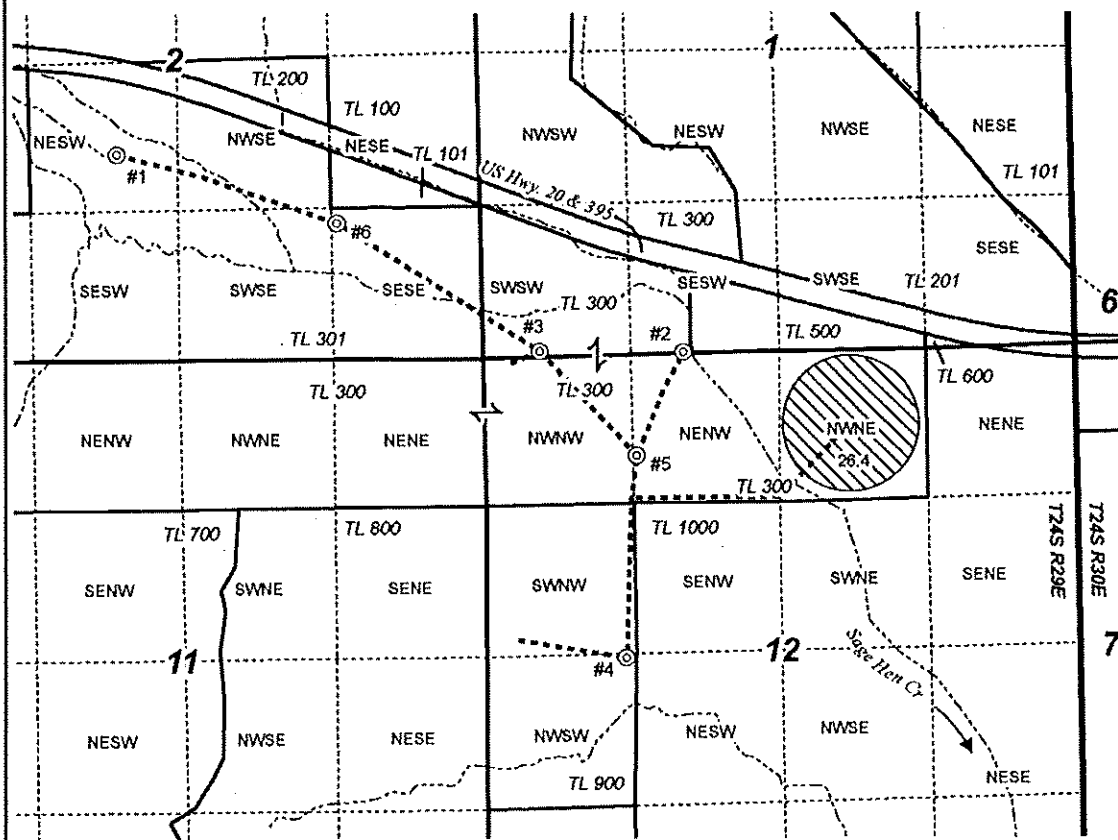 2
1
TL 200
TL 100
NESW
NWSE
NESE
TL 101
NWSW
NESW
NWSE
NESE
TL 101
#1
US Hwy. 20 & 395
TL 300
#6
SESE
SESW
SWSE
SESE
SWSW
TL 300
SESW
SWSE
TL 201
6
TL 301
#3
#2
TL 500
TL 600
TL 300
TL 300
NENW
NWNE
NENE
NWNW
NENW
NWNE
NENE
26.4
#5
TL 300
TL 700
TL 800
TL 1000
T24S R29E
T24S R30E
SENW
SWNE
SENE
SWNW
SENW
SWNE
SENE
11
#4
12
7
Sage Hen Cr
NESW
NWSE
NESE
NWSW
NESW
NWSE
NESE
TL 900